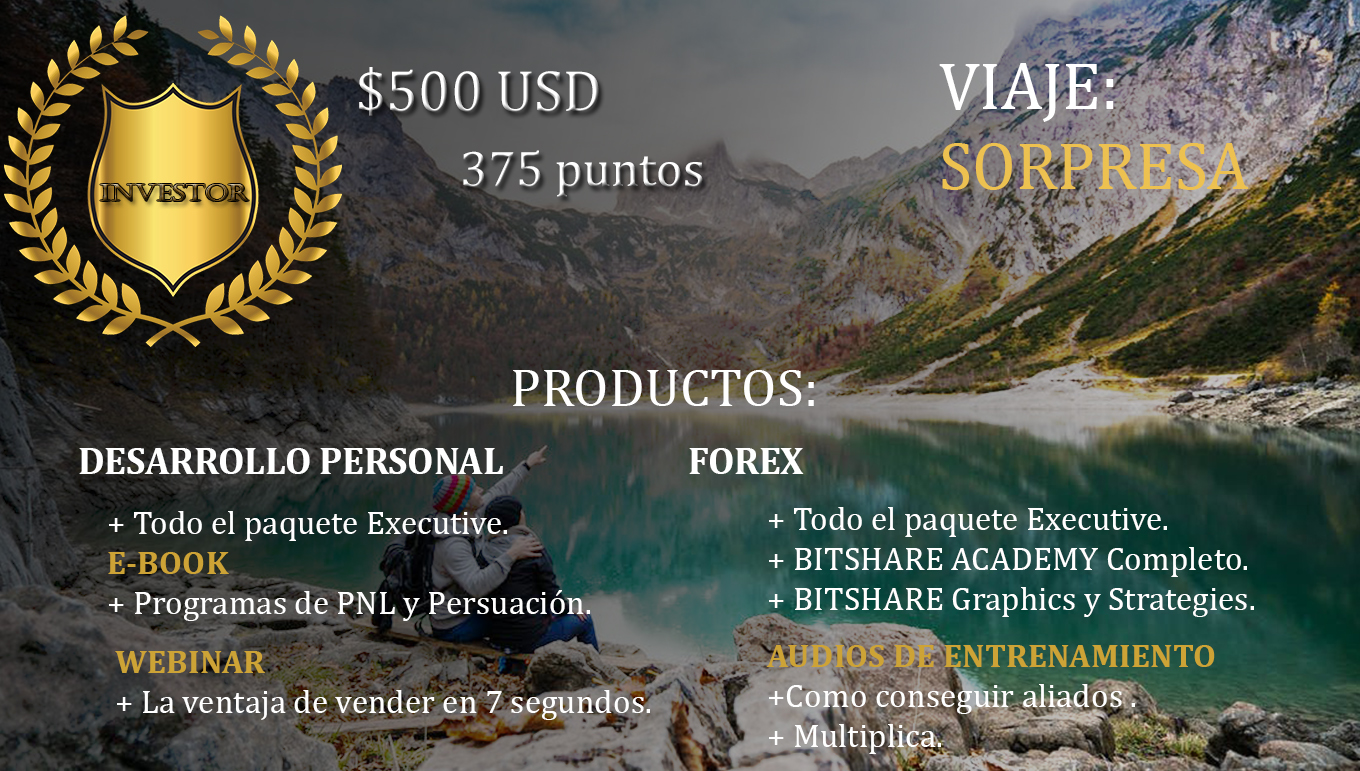 INVESTOR
$500 USD
375 puntos
VIAJE:
SORPRESA
PRODUCTOS:
DESARROLLO PERSONAL
+ Todo el paquete Executive.
E-BOOK
+ Programas de PNL y Persuación.
WEBINAR
+ La ventaja de vender en 7 segundos.
FOREX
+ Todo el paquete Executive.
+ BITSHARE ACADEMY Completo.
+ BITSHARE Graphics y Strategies.
AUDIOS DE ENTRENAMIENTO
+Como conseguir aliados .
+ Multiplica.